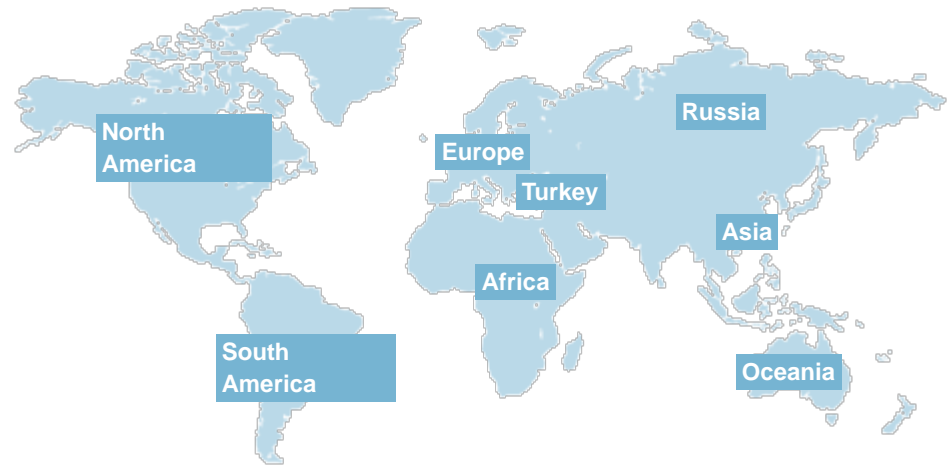 North
America
Russia
Europe
Turkey
Asia
Africa
South
America
Oceania